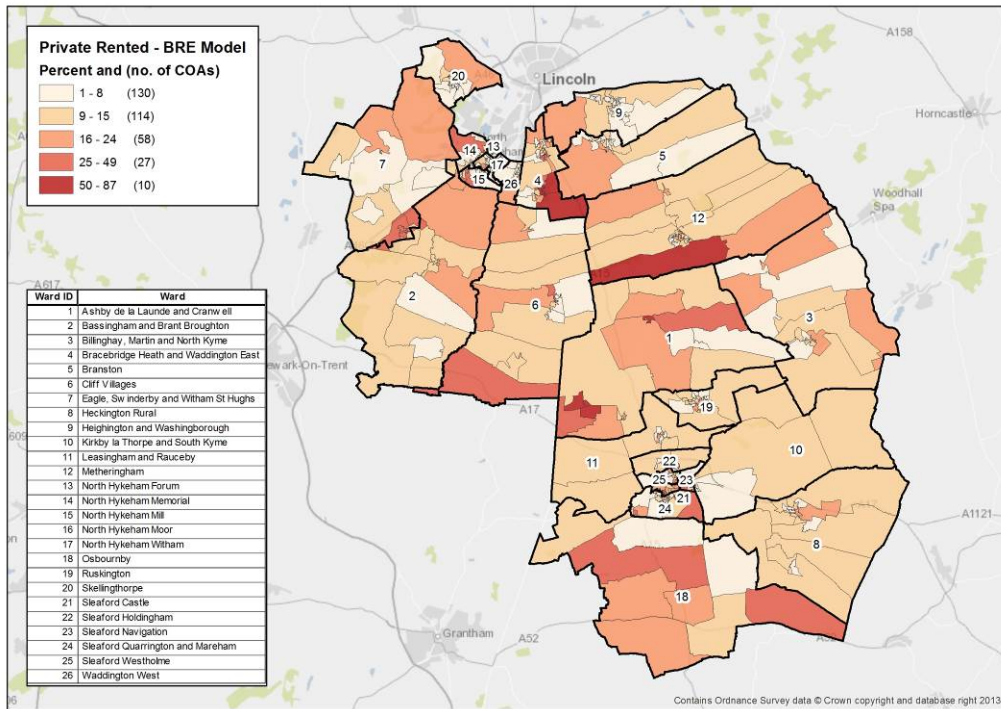 Private Rented - BRE Model
Percent and (no. of COAs)
1 - 8 (130)
9 - 15 (114)
16 - 24 (58)
25 - 49 (27)
50 - 87 (10)
Ward ID Ward
1 Ashby de la Launde and Cranwell
2 Bassingham and Brant Broughton
3 Billinghay, Martin and North Kyme
4 Bracebridge Heath and Waddington East
5 Branston
6 Cliff Villages
7 Eagle, Swinderby and Witham St Hughs
8 Heckington Rural
9 Heighington and Washingborough
10 Kirkby la Thorpe and South Kyme
11 Leasingham and Rauceby
12 Metheringham
13 North Hykeham Forum
14 North Hykeham Memorial
15 North Hykeham Mill
16 North Hykeham Moor
17 North Hykeham Witham
18 Osbournby
19 Ruskington
20 Skellingthorpe
21 Sleaford Castle
22 Sleaford Holdingham
23 Sleaford Navigation
24 Sleaford Quarrington and Mareham
25 Sleaford Westholme
26 Waddington West
A158
Lincoln
Horncastle
Woodhall
Spa
A617
ewark-On-Trent
A17
A1121
Grantham
A52
20
9
13
14
17
15
26
4
5
7
12
2
6
3
1
19
10
11
22
25
23
21
24
8
18
Contains Ordnance Survey data © Crown copyright and database right 2013